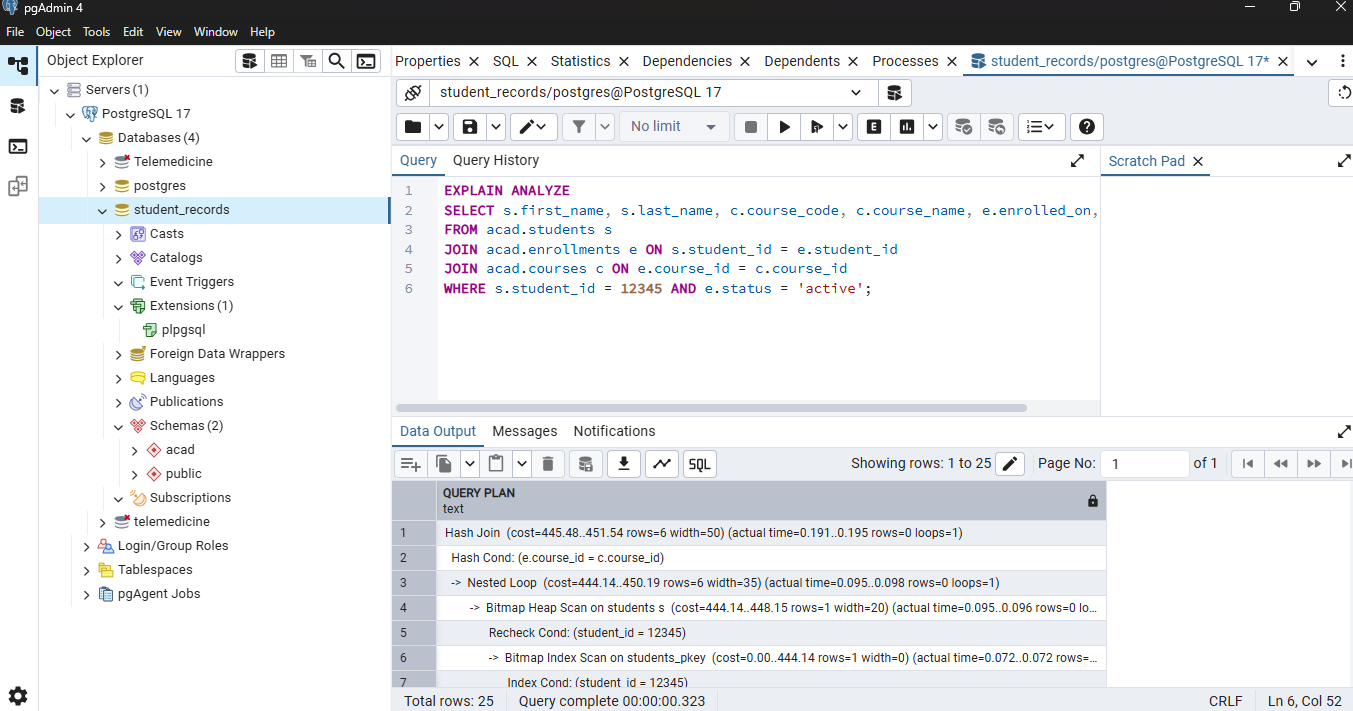 pgAdmin 4
File Object Tools Edit View Window Help
Object Explorer
Properties SQL Statistics Dependencies Dependents Processes student_records/postgres@PostgreSQL 17*
Servers (1)
PostgreSQL 17
Databases (4)
Telemedicine
postgres
student_records
Casts
Catalogs
Event Triggers
Extensions (1)
plpgsql
Foreign Data Wrappers
Languages
Publications
Schemas (2)
acad
public
Subscriptions
telemedicine
Login/Group Roles
Tablespaces
pgAgent Jobs
student_records/postgres@PostgreSQL 17
No limit
E
Query Query History
Scratch Pad
1 EXPLAIN ANALYZE
2 SELECT s.first_name, s.last_name, c.course_code, c.course_name, e.enrolled_on,
3 FROM acad.students s
4 JOIN acad.enrollments e ON s.student_id = e.student_id
5 JOIN acad.courses c ON e.course_id = c.course_id
6 WHERE s.student_id = 12345 AND e.status = 'active';
Data Output Messages Notifications
SQL
Showing rows: 1 to 25 Page No: 1 of 1
QUERY PLAN
text
1 Hash Join (cost=445.48..451.54 rows=6 width=50) (actual time=0.191..0.195 rows=0 loops=1)
2 Hash Cond: (e.course_id = c.course_id)
3 -> Nested Loop (cost=444.14..450.19 rows=6 width=35) (actual time=0.095..0.098 rows=0 loops=1)
4 -> Bitmap Heap Scan on students s (cost=444.14..448.15 rows=1 width=20) (actual time=0.095..0.096 rows=0 lo...
5 Recheck Cond: (student_id = 12345)
6 -> Bitmap Index Scan on students_pkey (cost=0.00..444.14 rows=1 width=0) (actual time=0.072..0.072 rows=...
7 Index Cond: (student_id = 12345)
Total rows: 25 Query complete 00:00:00.323 CRLF Ln 6, Col 52